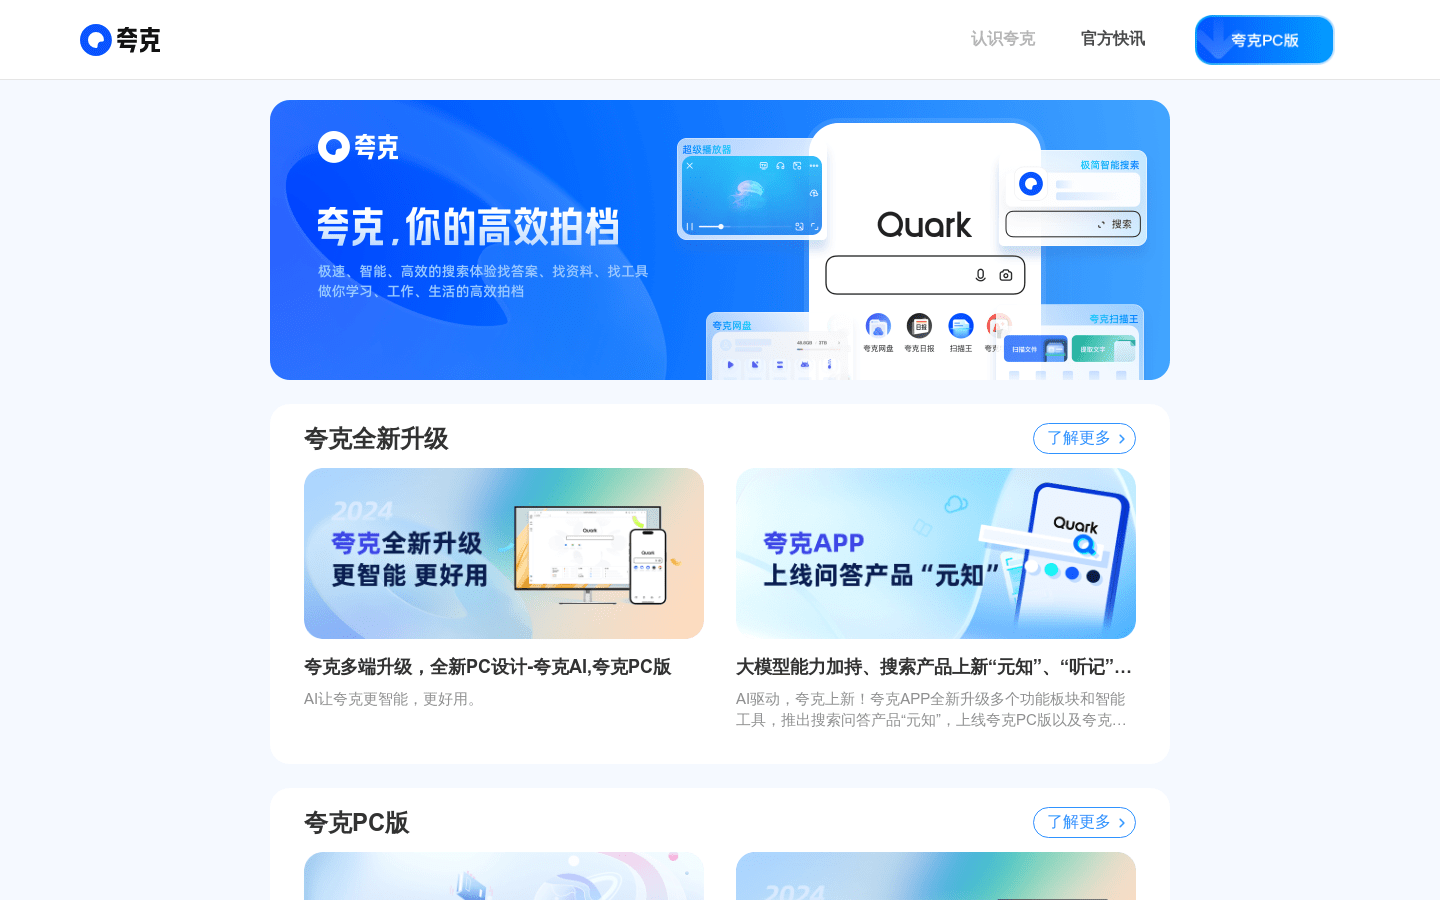 夸克
认识夸克
官方快讯
夸克PC版
夸克
夸克,你的高效拍档
极速、智能、高效的搜索体验找答案、找资料、找工具
做你学习、工作、生活的高效拍档
超级播放器
极简智能搜索
搜索
Quark
夸克网盘
夸克日报
扫描王
夸克网盘
夸克扫描王
扫描文件
提取文字
夸克全新升级
了解更多
2024
夸克全新升级
更智能 更好用
Quark
Quark
夸克APP
上线问答产品“元知”
Quark
夸克多端升级，全新PC设计-夸克AI,夸克PC版
AI让夸克更智能，更好用。
大模型能力加持、搜索产品上新“元知”、“听记”…
AI驱动，夸克上新！夸克APP全新升级多个功能板块和智能
工具，推出搜索问答产品“元知”，上线夸克PC版以及夸克…
夸克PC版
了解更多
2024